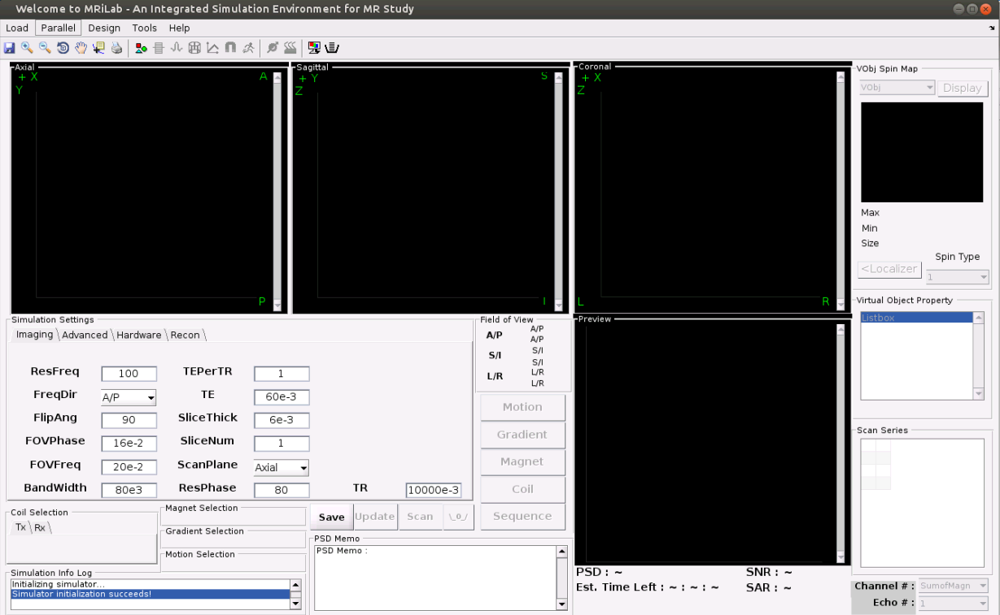 Welcome to MRiLab - An Integrated Simulation Environment for MR Study
Load Parallel Design Tools Help
Axial
+ X A
Y
P
Sagittal
+ Y S
Z
I
Coronal
+ X
Z
L R
VObj Spin Map
VObj Display
Max
Min
Size
Spin Type
<Localizer 1
Virtual Object Property
Listbox
Simulation Settings
Imaging Advanced Hardware Recon
ResFreq 100 TEPerTR 1
FreqDir A/P TE 60e-3
FlipAng 90 SliceThick 6e-3
FOVPhase 16e-2 SliceNum 1
FOVFreq 20e-2 ScanPlane Axial
BandWidth 80e3 ResPhase 80 TR 10000e-3
Field of View
A/P A/P
A/P
S/I S/I
S/I
L/R L/R
L/R
Motion
Gradient
Magnet
Coil
Sequence
Preview
Scan Series
Coil Selection
Tx Rx
Magnet Selection
Gradient Selection
Motion Selection
Save Update Scan \_o_/
PSD Memo
PSD Memo :
Simulation Info Log
Initializing simulator...
Simulator initialization succeeds!
PSD : ~ SNR : ~
Est. Time Left : ~ : ~ : ~ SAR : ~
Channel # : SumofMagn
Echo # : 1